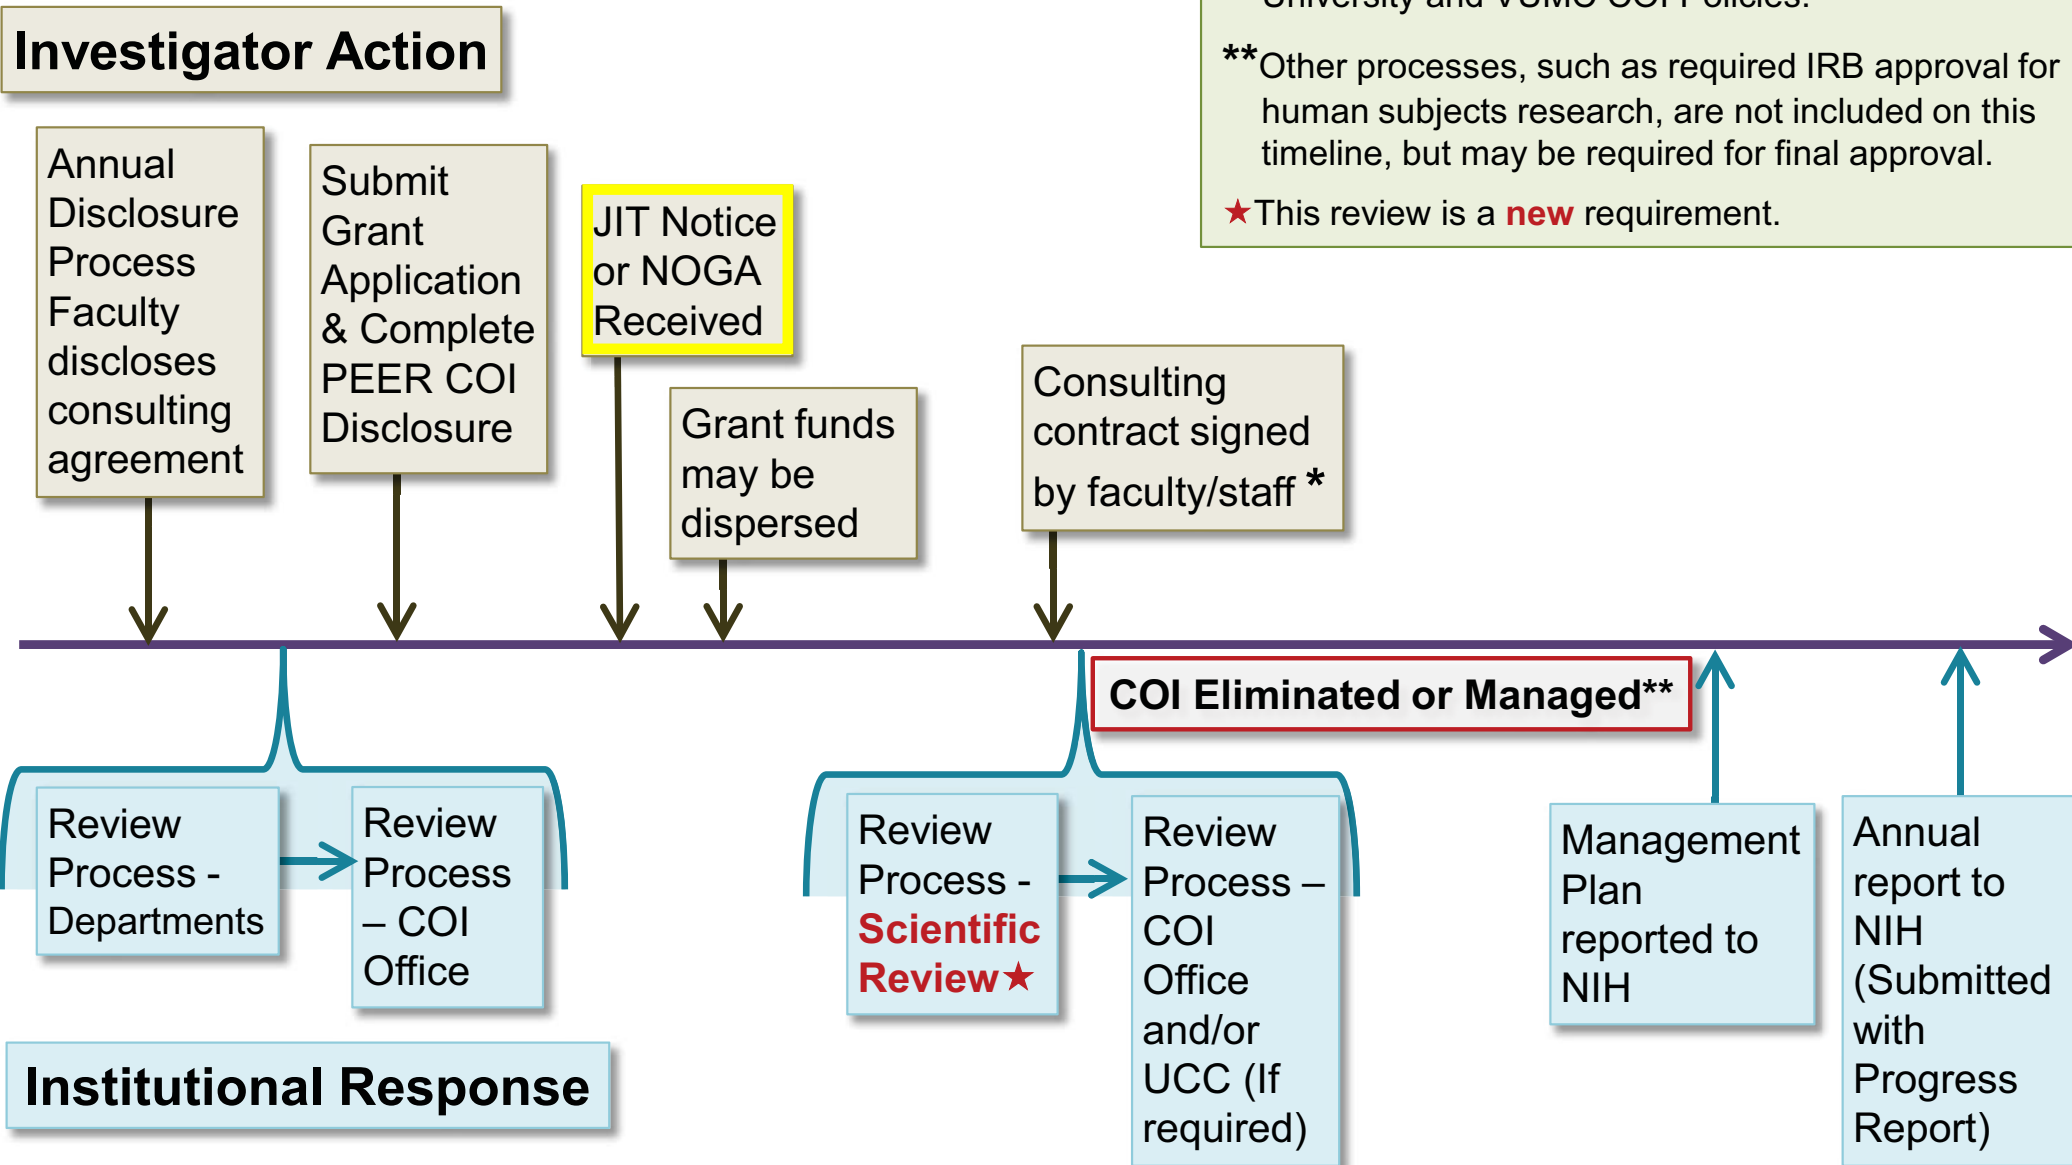 Investigator Action
University and VUMC COI Policies.
**Other processes, such as required IRB approval for
human subjects research, are not included on this
timeline, but may be required for final approval.
★This review is a new requirement.
Annual
Disclosure
Process
Faculty
discloses
consulting
agreement
Submit
Grant
Application
& Complete
PEER COI
Disclosure
JIT Notice
or NOGA
Received
Grant funds
may be
dispersed
Consulting
contract signed
by faculty/staff *
COI Eliminated or Managed**
Review
Process -
Departments
Review
Process
– COI
Office
Review
Process -
Scientific
Review★
Review
Process –
COI
Office
and/or
UCC (If
required)
Management
Plan
reported to
NIH
Annual
report to
NIH
(Submitted
with
Progress
Report)
Institutional Response